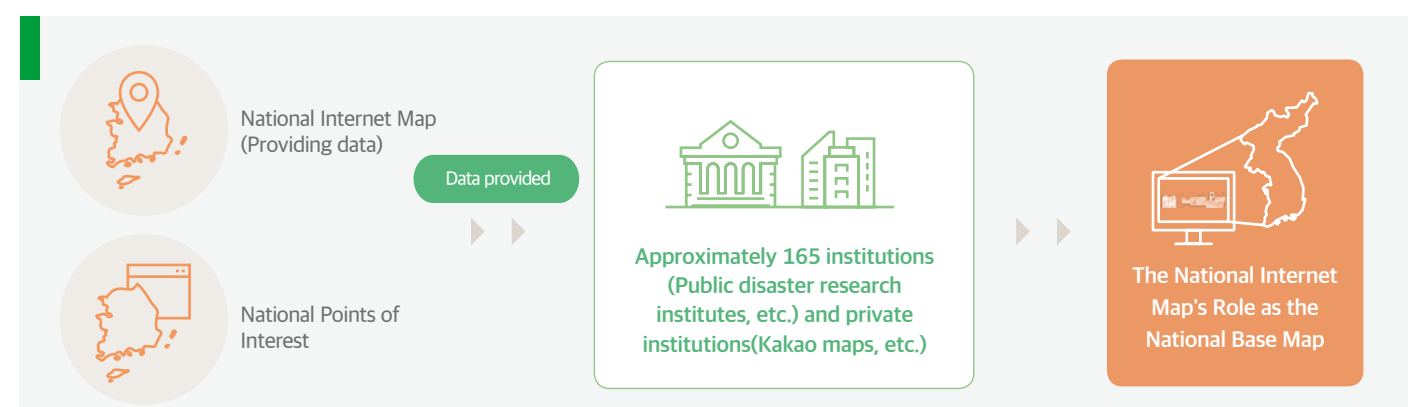 National Internet Map
(Providing data)
Data provided
National Points of
Interest
Approximately 165 institutions
(Public disaster research
institutes, etc.) and private
institutions(Kakao maps, etc.)
The National Internet
Map's Role as the
National Base Map